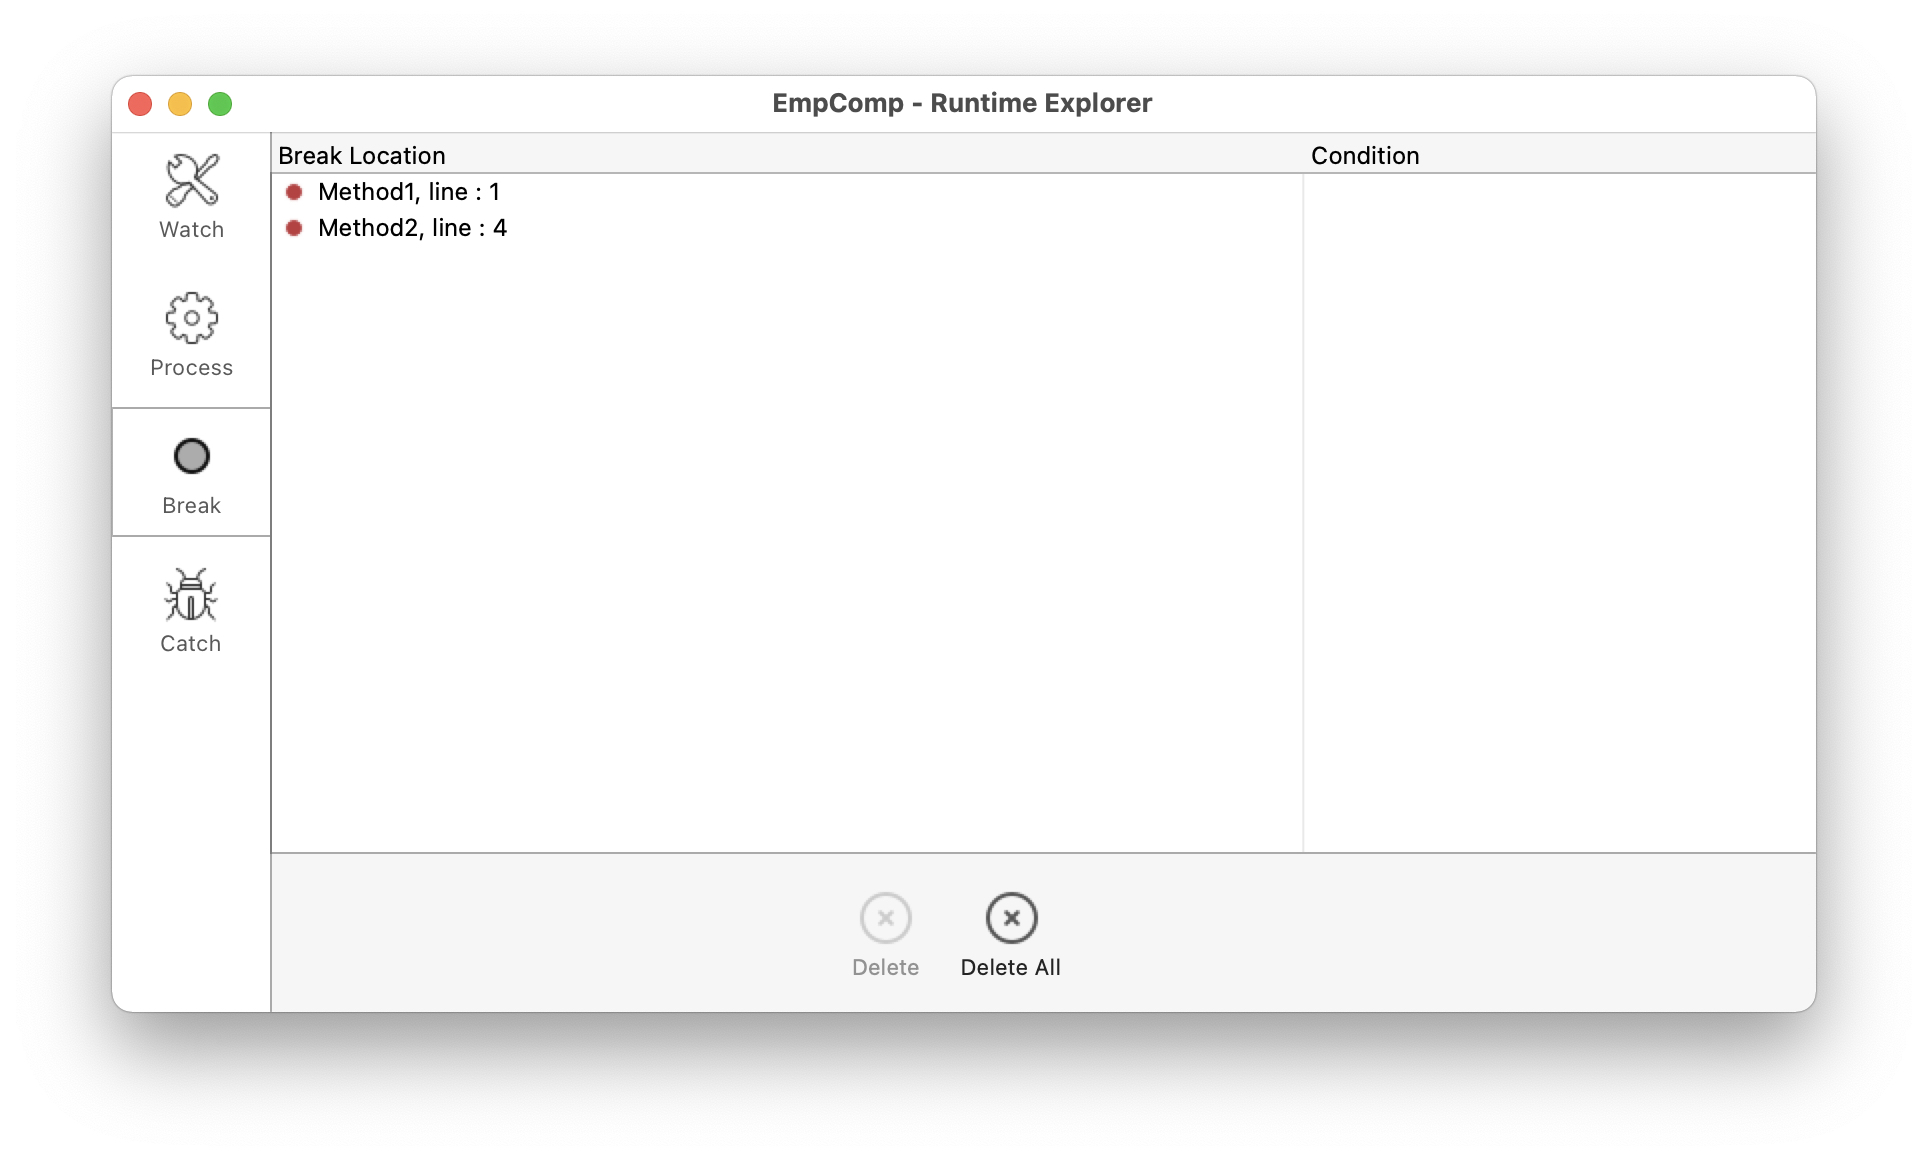 EmpComp - Runtime Explorer
Watch
Process
Break
Catch
Break Location
Condition
Method1, line : 1
Method2, line : 4
Delete
Delete All